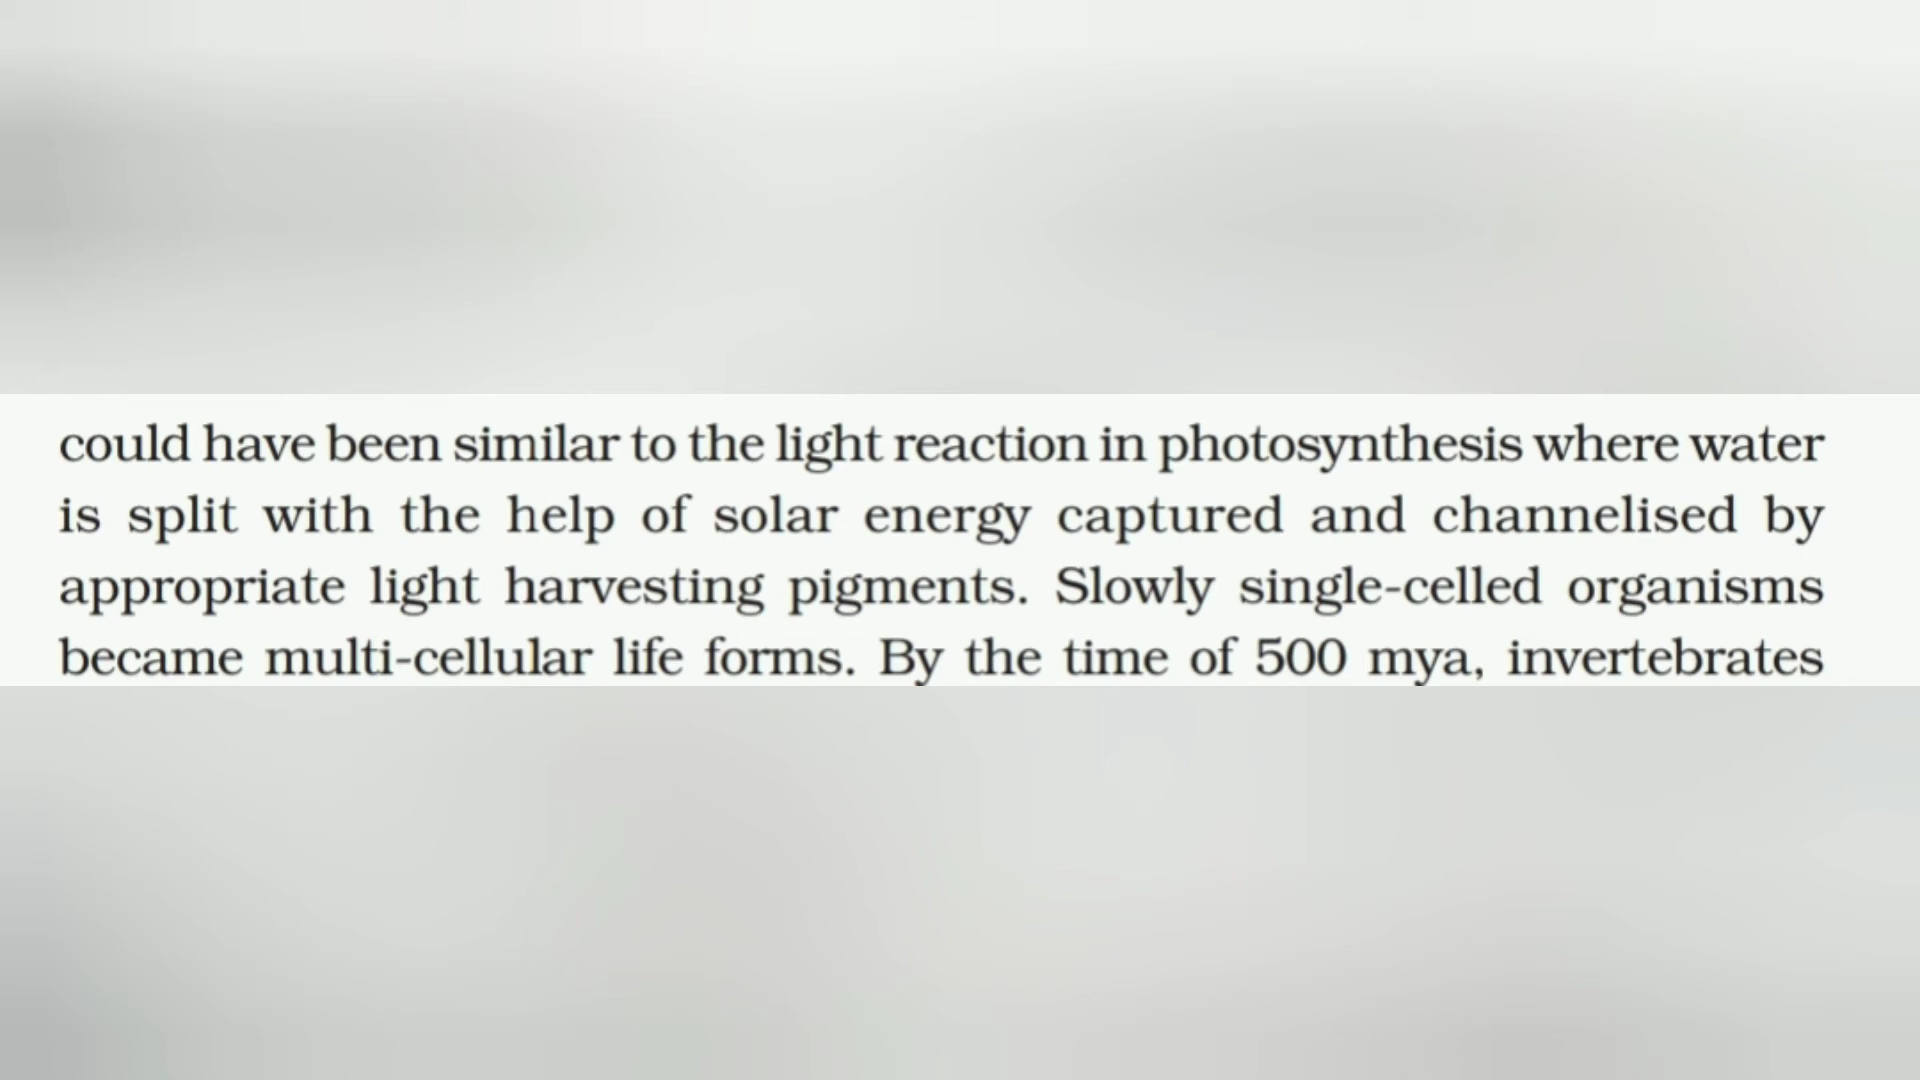 could have been similar to the light reaction in photosynthesis where water
is split with the help of solar energy captured and channelised by
appropriate light harvesting pigments. Slowly single-celled organisms
became multi-cellular life forms. By the time of 500 mya, invertebrates